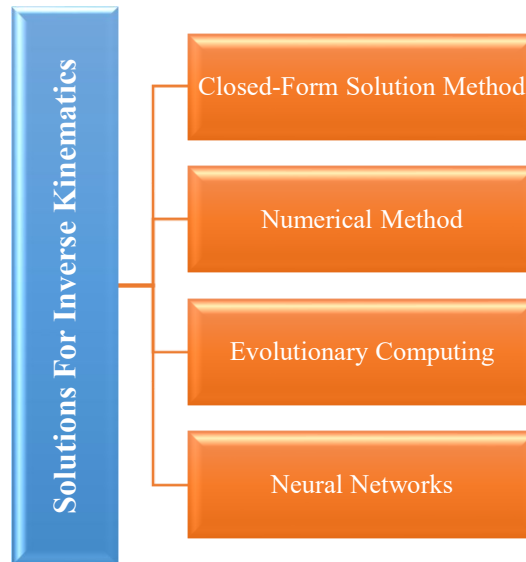 Solutions For Inverse Kinematics
Closed-Form Solution Method
Numerical Method
Evolutionary Computing
Neural Networks